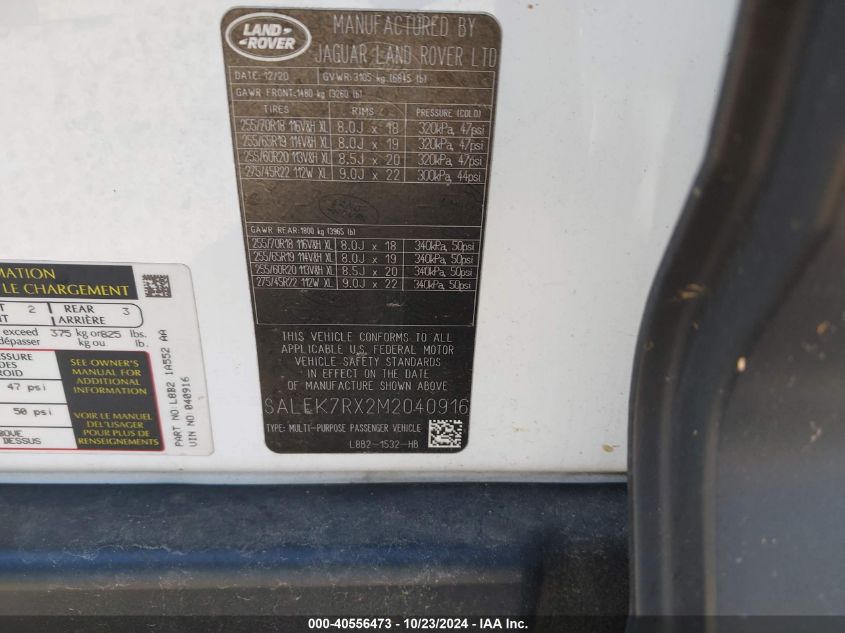 LAND
ROVER
MANUFACTURED BY
JAGUAR LAND ROVER LTD
DATE: 12/20 GVWR: 3105 kg (6845 lb)
GAWR FRONT: 1480 kg (3260 lb)
TIRES RIMS PRESSURE (COLD)
255/70R18 116V&H XL 8.0J x 18 320kPa, 47psi
255/65R19 114V&H XL 8.0J x 19 320kPa, 47psi
255/60R20 113V&H XL 8.5J x 20 320kPa, 47psi
275/45R22 112W XL 9.0J x 22 300kPa, 44psi
GAWR REAR: 1800 kg (3965 lb)
255/70R18 116V&H XL 8.0J x 18 340kPa, 50psi
255/65R19 114V&H XL 8.0J x 19 340kPa, 50psi
255/60R20 113V&H XL 8.5J x 20 340kPa, 50psi
275/45R22 112W XL 9.0J x 22 340kPa, 50psi
THIS VEHICLE CONFORMS TO ALL
APPLICABLE U.S. FEDERAL MOTOR
VEHICLE SAFETY STANDARDS
IN EFFECT ON THE DATE OF
MANUFACTURE SHOWN ABOVE
SALEK7RX2M2040916
TYPE: MULTI-PURPOSE PASSENGER VEHICLE
L8B2-1532-HB
MATION
LE CHARGEMENT
T 2 REAR 3
NT ARRIÈRE
exceed 375 kg or 825 lbs.
dépasser kg ou lb.
ESSURE
DES
ROID
47 psi
50 psi
OUE
DESSUS
SEE OWNER'S
MANUAL FOR
ADDITIONAL
INFORMATION
VOIR LE MANUEL
DE L'USAGER
POUR PLUS DE
RENSEIGNEMENTS
PART NO-L8B2 1A552 AA
VIN NO 040916
000-40556473 - 10/23/2024 - IAA Inc.